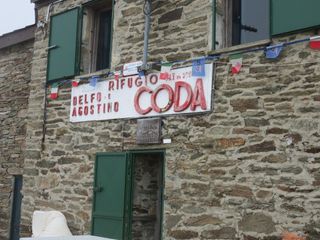 RIFUGIO
DELFO E
AGOSTINO
CODA